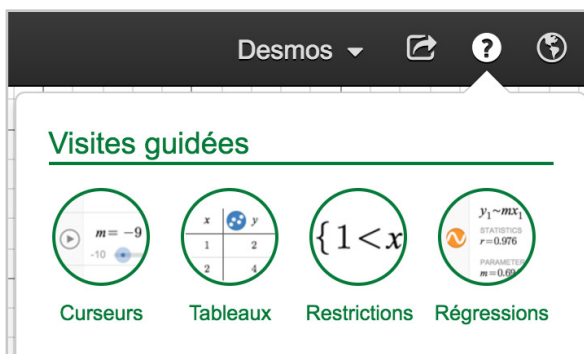 Desmos
?
Visites guidées
m = −9
-10
x y
1 2
2 4
{1<x
y₁~mx₁
STATISTICS
r=0.976
PARAMETER
m=0.69
Curseurs Tableaux Restrictions Régressions